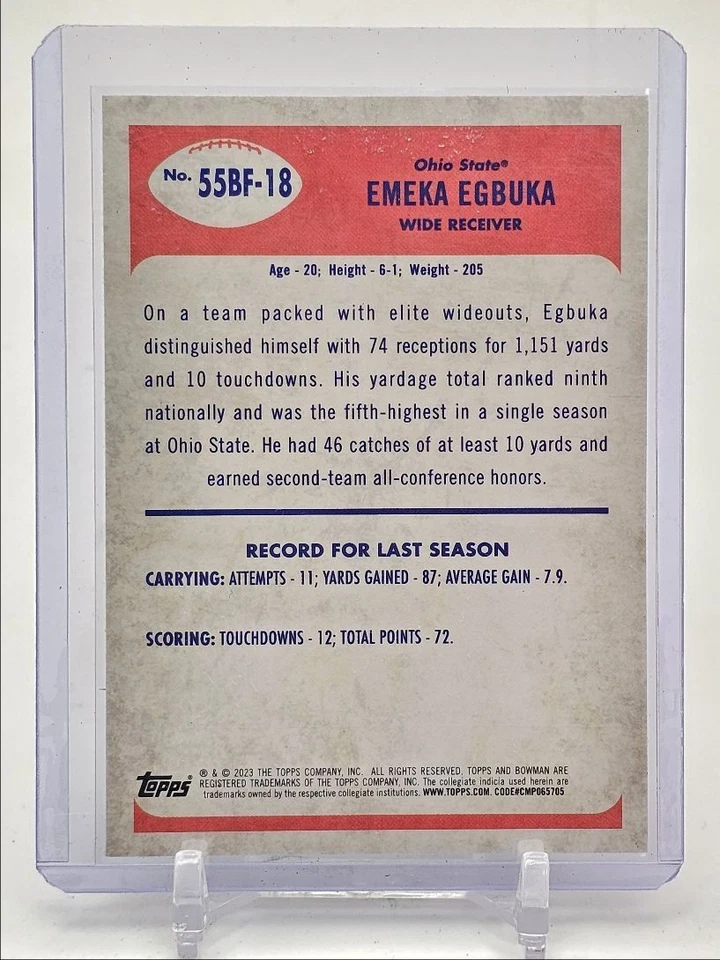 No. 55BF-18
Ohio State®
EMEKA EGBUKA
WIDE RECEIVER
Age - 20; Height - 6-1; Weight - 205
On a team packed with elite wideouts, Egbuka
distinguished himself with 74 receptions for 1,151 yards
and 10 touchdowns. His yardage total ranked ninth
nationally and was the fifth-highest in a single season
at Ohio State. He had 46 catches of at least 10 yards and
earned second-team all-conference honors.
RECORD FOR LAST SEASON
CARRYING: ATTEMPTS - 11; YARDS GAINED - 87; AVERAGE GAIN - 7.9.
SCORING: TOUCHDOWNS - 12; TOTAL POINTS - 72.
Topps®
® & © 2023 THE TOPPS COMPANY, INC. ALL RIGHTS RESERVED. TOPPS AND BOWMAN ARE
REGISTERED TRADEMARKS OF THE TOPPS COMPANY, INC. The collegiate indicia used herein are
trademarks owned by the respective collegiate institutions. WWW.TOPPS.COM. CODE#CMP065705